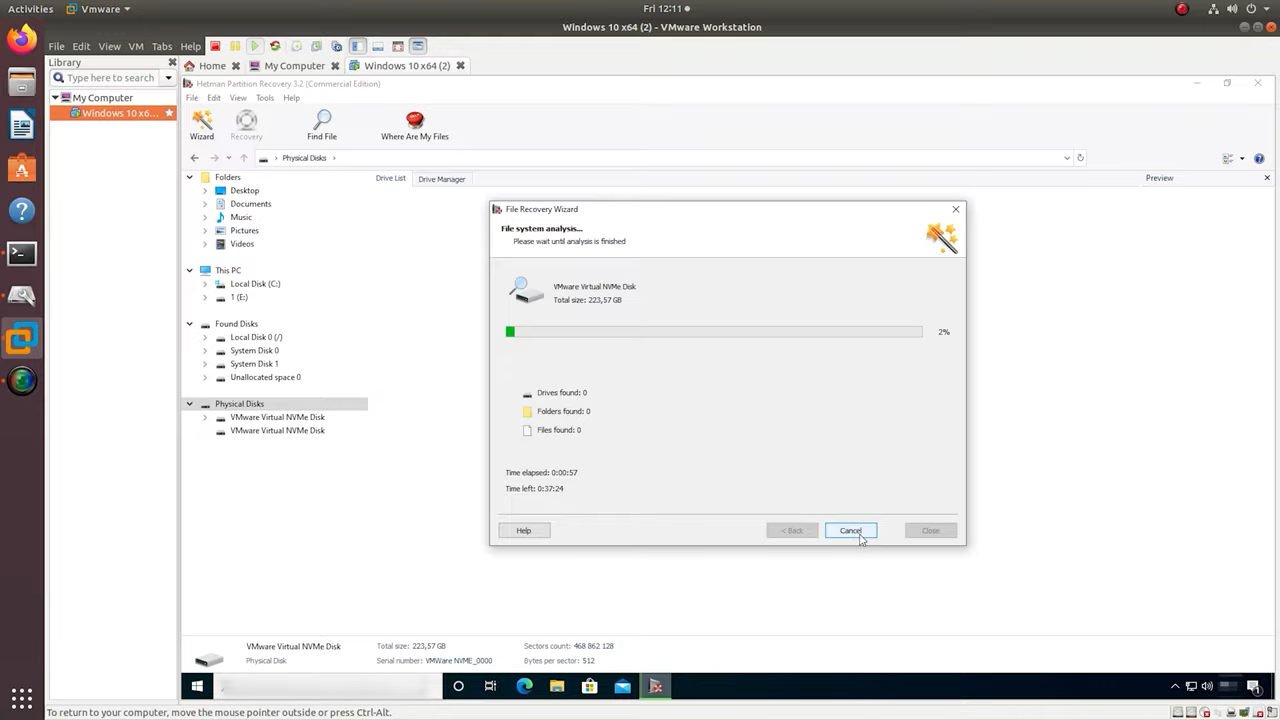 Activities VMware Fri 12:11
Windows 10 x64 (2) - VMware Workstation
File Edit View VM Tabs Help
Library Home My Computer Windows 10 x64 (2)
Type here to search
My Computer
Windows 10 x6...
Hetman Partition Recovery 3.2 (Commercial Edition)
File Edit View Tools Help
Wizard Recovery Find File Where Are My Files
Physical Disks
Folders
Desktop
Documents
Music
Pictures
Videos
This PC
Local Disk (C:)
1 (E:)
Found Disks
Local Disk 0 (/)
System Disk 0
System Disk 1
Unallocated space 0
Physical Disks
VMware Virtual NVMe Disk
VMware Virtual NVMe Disk
Drive List Drive Manager
Preview
File Recovery Wizard
File system analysis...
Please wait until analysis is finished
VMware Virtual NVMe Disk
Total size: 223,57 GB
2%
Drives found: 0
Folders found: 0
Files found: 0
Time elapsed: 0:00:57
Time left: 0:37:24
Help < Back Cancel Close
VMware Virtual NVMe Disk Total size: 223,57 GB Sectors count: 468 862 128
Physical Disk Serial number: VMWare NVME_0000 Bytes per sector: 512
To return to your computer, move the mouse pointer outside or press Ctrl-Alt.